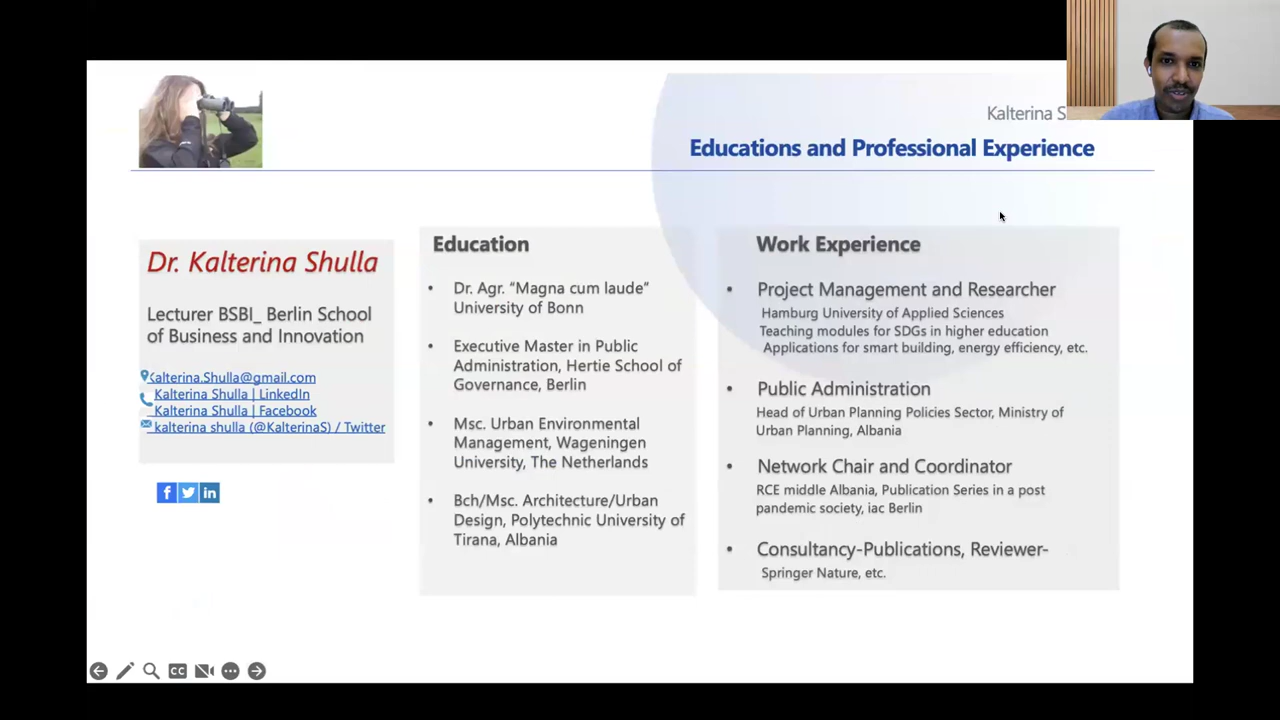 Kalterina S
Educations and Professional Experience
Dr. Kalterina Shulla
Lecturer BSBI_ Berlin School
of Business and Innovation
Kalterina.Shulla@gmail.com
Kalterina Shulla | LinkedIn
Kalterina Shulla | Facebook
kalterina shulla (@KalterinaS) / Twitter
Education
• Dr. Agr. “Magna cum laude”
University of Bonn
• Executive Master in Public
Administration, Hertie School of
Governance, Berlin
• Msc. Urban Environmental
Management, Wageningen
University, The Netherlands
• Bch/Msc. Architecture/Urban
Design, Polytechnic University of
Tirana, Albania
Work Experience
• Project Management and Researcher
Hamburg University of Applied Sciences
Teaching modules for SDGs in higher education
Applications for smart building, energy efficiency, etc.
• Public Administration
Head of Urban Planning Policies Sector, Ministry of
Urban Planning, Albania
• Network Chair and Coordinator
RCE middle Albania, Publication Series in a post
pandemic society, iac Berlin
• Consultancy-Publications, Reviewer-
Springer Nature, etc.
CC